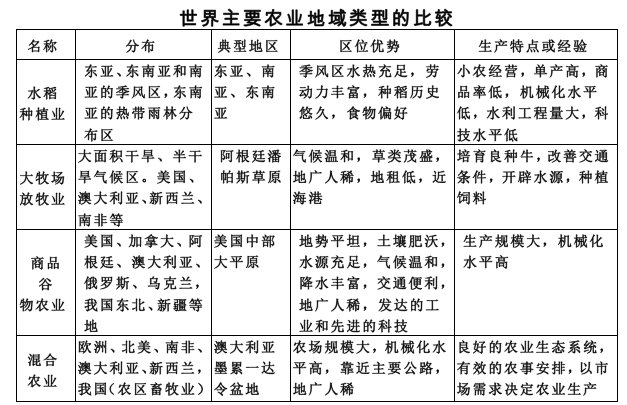 世界主要农业地域类型的比较
名称 分布 典型地区 区位优势 生产特点或经验
水稻
种植业
东亚、东南亚和南
亚的季风区,东南
亚的热带雨林分
布区
东亚、南
亚、东南
亚
季风区水热充足,劳
动力丰富,种稻历史
悠久,食物偏好
小农经营,单产高,商
品率低,机械化水平
低,水利工程量大,科
技水平低
大牧场
放牧业
大面积干旱、半干
旱气候区。美国、
澳大利亚、新西兰、
南非等
阿根廷潘
帕斯草原
气候温和,草类茂盛,
地广人稀,地租低,近
海港
培育良种牛,改善交通
条件,开辟水源,种植
饲料
商品
谷
物农业
美国、加拿大、阿
根廷、澳大利亚、
俄罗斯、乌克兰,
我国东北、新疆等
地
美国中部
大平原
地势平坦,土壤肥沃,
水源充足,气候温和,
降水丰富,交通便利,
地广人稀,发达的工
业和先进的科技
生产规模大,机械化
水平高
混合
农业
欧洲、北美、南非、
澳大利亚、新西兰,
我国(农区畜牧业)
澳大利亚
墨累一达
令盆地
农场规模大,机械化水
平高,靠近主要公路,
地广人稀
良好的农业生态系统,
有效的农事安排,以市
场需求决定农业生产